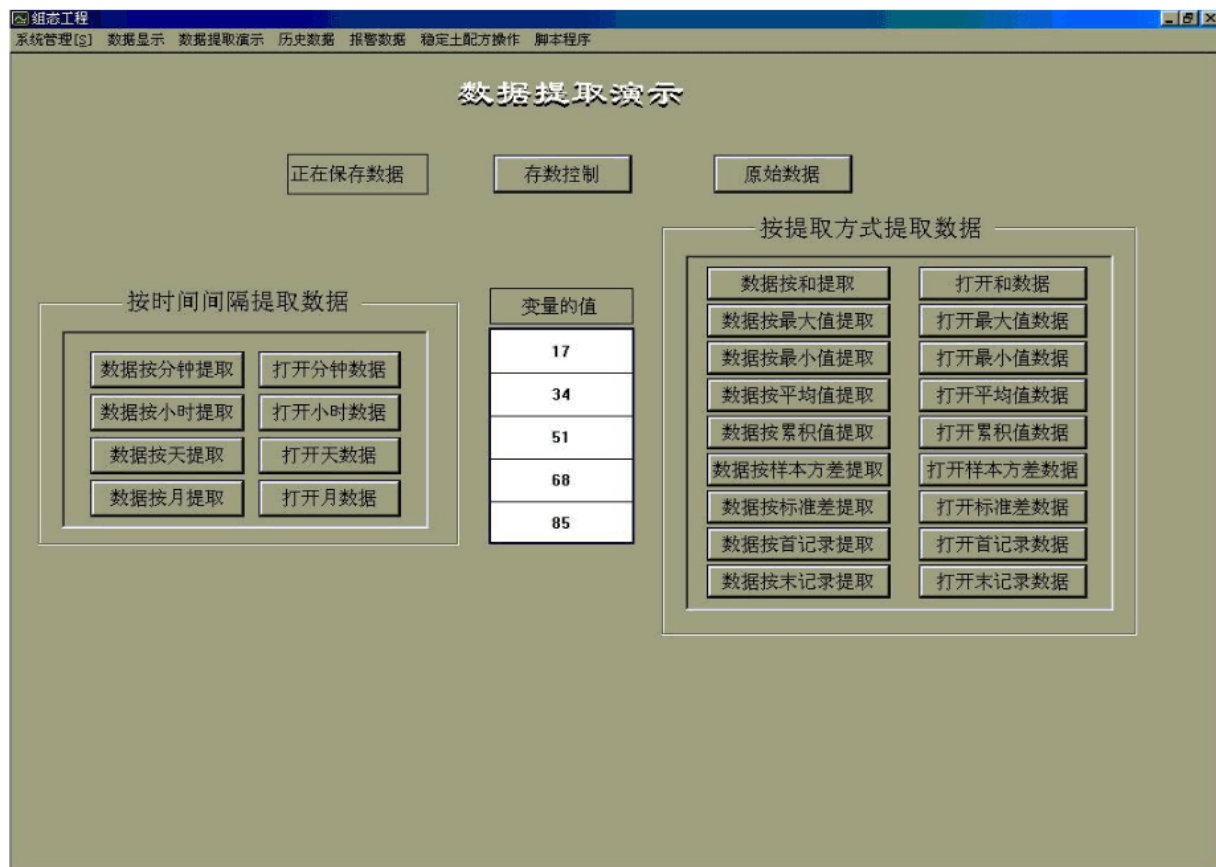 组态工程
系统管理[S] 数据显示 数据提取演示 历史数据 报警数据 稳定土配方操作 脚本程序
数据提取演示
正在保存数据 存数控制 原始数据
按提取方式提取数据
数据按和提取 打开和数据
数据按最大值提取 打开最大值数据
数据按最小值提取 打开最小值数据
数据按平均值提取 打开平均值数据
数据按累积值提取 打开累积值数据
数据按样本方差提取 打开样本方差数据
数据按标准差提取 打开标准差数据
数据按首记录提取 打开首记录数据
数据按末记录提取 打开末记录数据
按时间间隔提取数据
数据按分钟提取 打开分钟数据
数据按小时提取 打开小时数据
数据按天提取 打开天数据
数据按月提取 打开月数据
变量的值
17
34
51
68
85